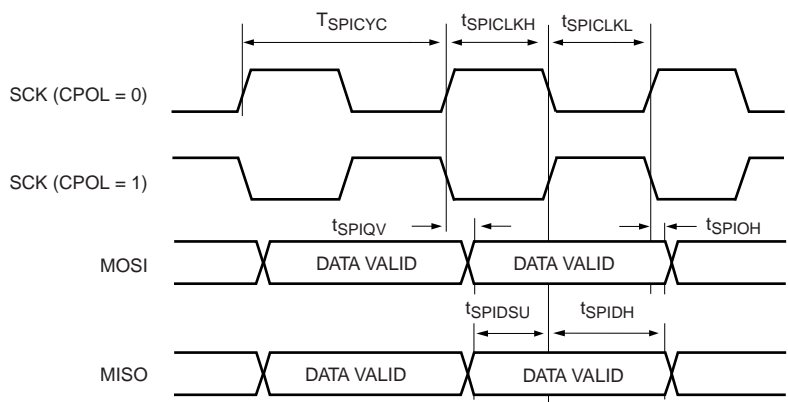 TSPICYC tSPICLKH tSPICLKL
SCK (CPOL = 0)
SCK (CPOL = 1)
tSPIQV tSPIOH
MOSI DATA VALID DATA VALID
tSPIDSU tSPIDH
MISO DATA VALID DATA VALID